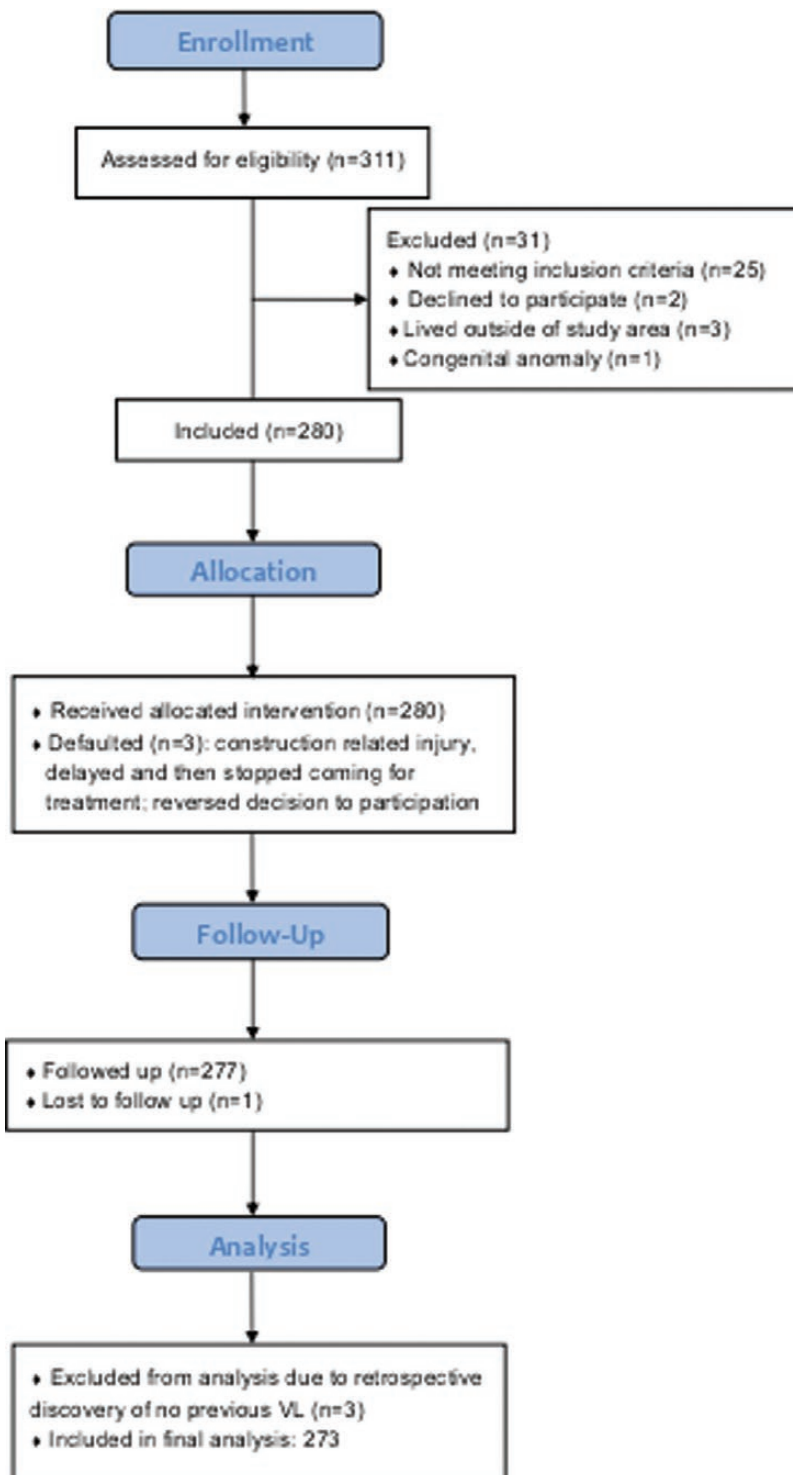 Enrollment
Assessed for eligibility (n=311)
Excluded (n=31)
♦ Not meeting inclusion criteria (n=25)
♦ Declined to participate (n=2)
♦ Lived outside of study area (n=3)
♦ Congenital anomaly (n=1)
Included (n=280)
Allocation
♦ Received allocated intervention (n=280)
♦ Defaulted (n=3): construction related injury,
delayed and then stopped coming for
treatment; reversed decision to participation
Follow-Up
♦ Followed up (n=277)
♦ Lost to follow up (n=1)
Analysis
♦ Excluded from analysis due to retrospective
discovery of no previous VL (n=3)
♦ Included in final analysis: 273